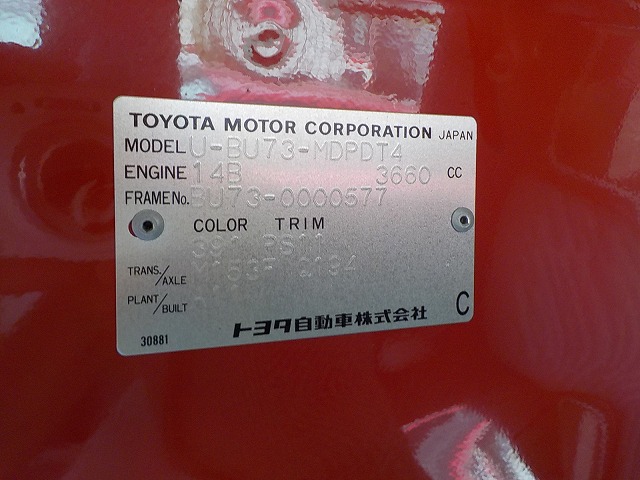 TOYOTA MOTOR CORPORATION JAPAN
MODEL U-BU73-MDPDT4
ENGINE 14B 3660 CC
FRAME No. BU73-0000577
COLOR TRIM
TRANS./AXLE
PLANT/BUILT
C
30881 トヨタ自動車株式会社